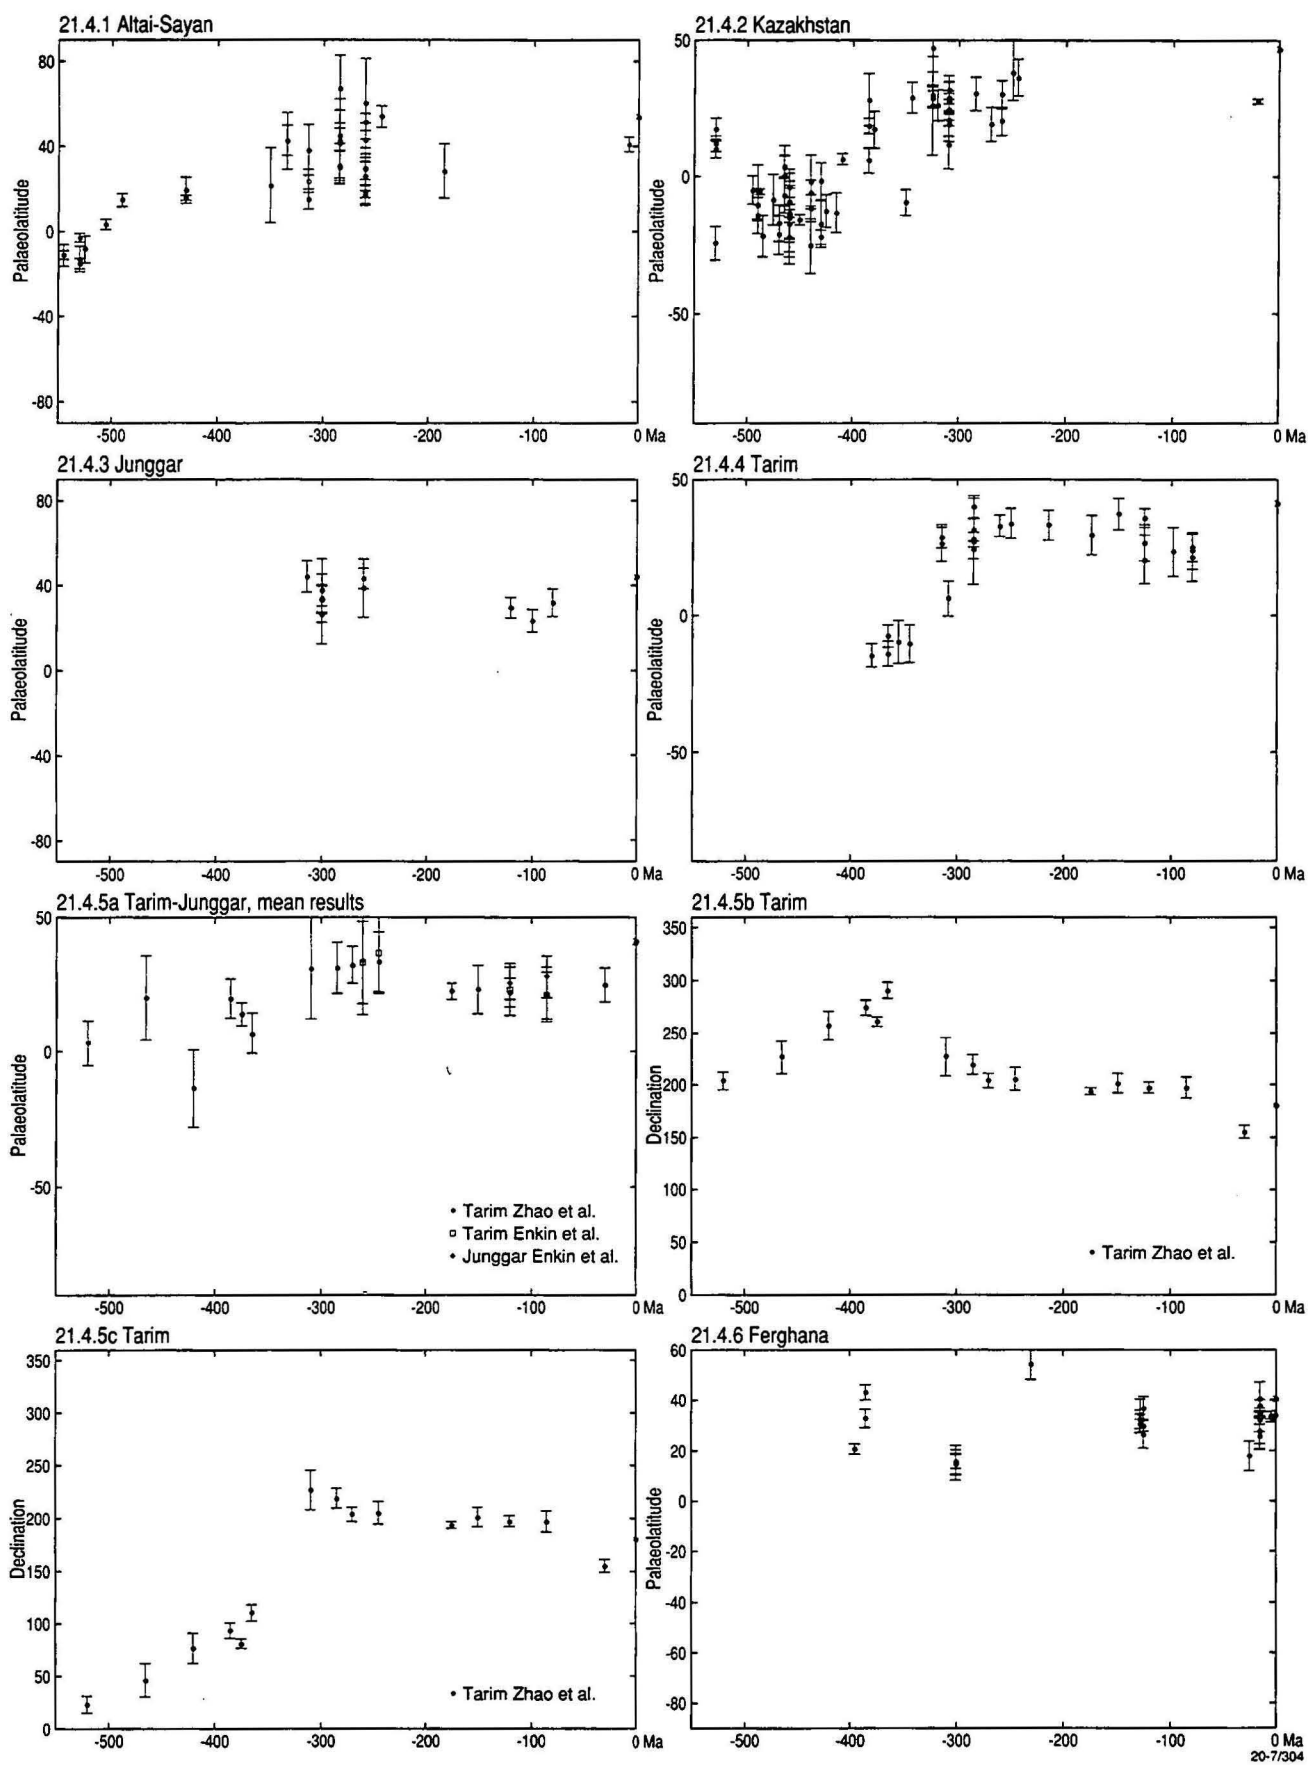 21.4.1 Altai-Sayan
80
40
0
-40
-80
Palaeolatitude
-500 -400 -300 -200 -100 0 Ma
21.4.2 Kazakhstan
50
0
-50
Palaeolatitude
-500 -400 -300 -200 -100 0 Ma
21.4.3 Junggar
80
40
0
-40
-80
Palaeolatitude
-500 -400 -300 -200 -100 0 Ma
21.4.4 Tarim
50
0
-50
Palaeolatitude
-500 -400 -300 -200 -100 0 Ma
21.4.5a Tarim-Junggar, mean results
50
0
-50
Palaeolatitude
Tarim Zhao et al.
Tarim Enkin et al.
Junggar Enkin et al.
-500 -400 -300 -200 -100 0 Ma
21.4.5b Tarim
350
300
250
200
150
100
50
0
Declination
Tarim Zhao et al.
-500 -400 -300 -200 -100 0 Ma
21.4.5c Tarim
350
300
250
200
150
100
50
0
Declination
Tarim Zhao et al.
-500 -400 -300 -200 -100 0 Ma
21.4.6 Ferghana
60
40
20
0
-20
-40
-60
-80
Palaeolatitude
-500 -400 -300 -200 -100 0 Ma
20-7/304